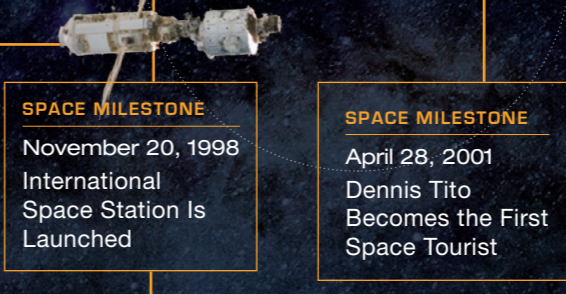 SPACE MILESTONE
November 20, 1998
International
Space Station Is
Launched
SPACE MILESTONE
April 28, 2001
Dennis Tito
Becomes the First
Space Tourist